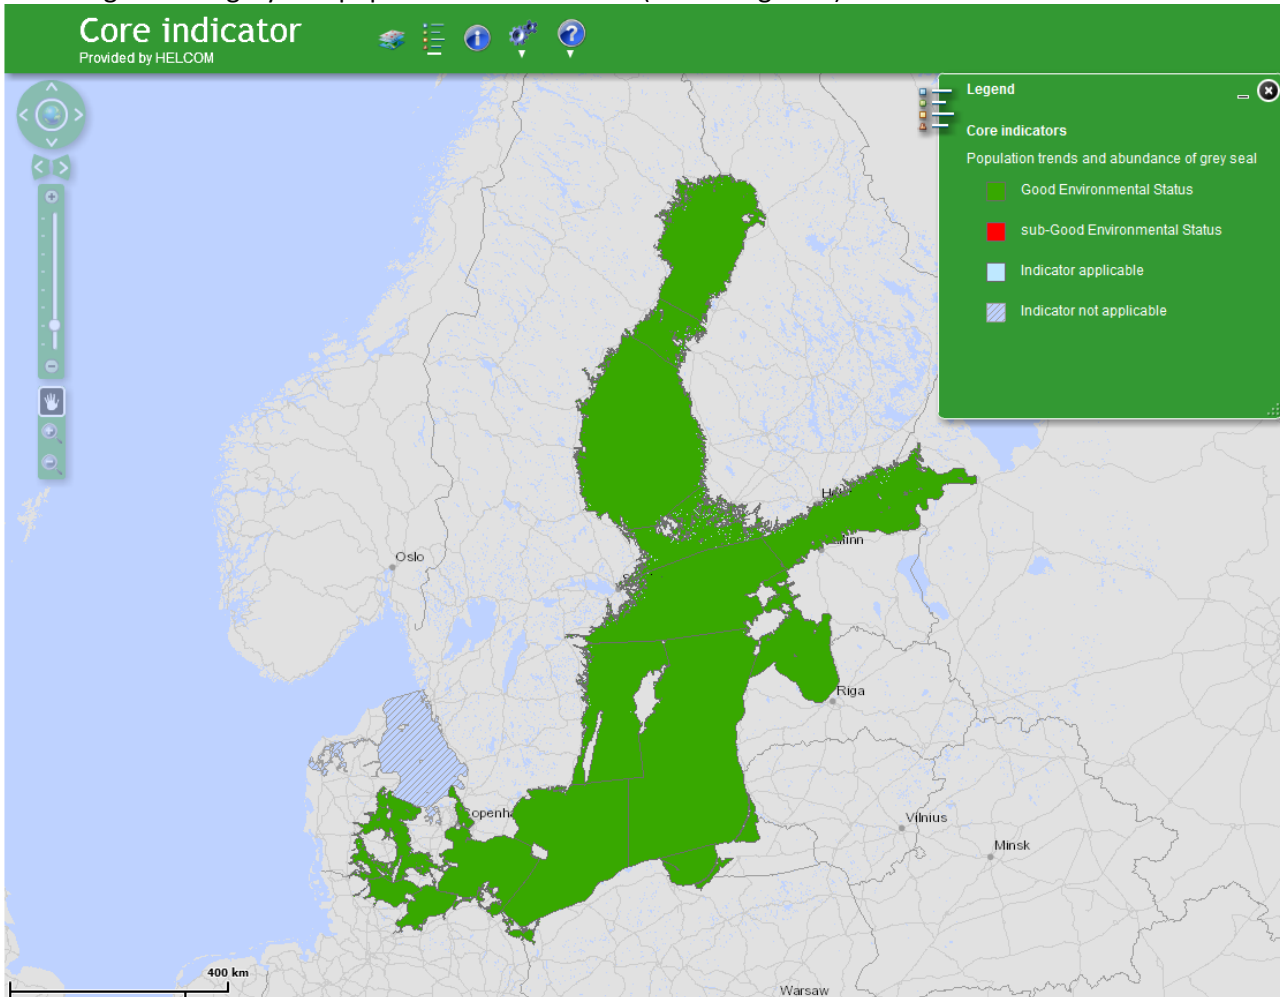 Core indicator
Provided by HELCOM
Legend
Core indicators
Population trends and abundance of grey seal
Good Environmental Status
sub-Good Environmental Status
Indicator applicable
Indicator not applicable
Oslo
Riga
Vilnius
Minsk
Warsaw
400 km